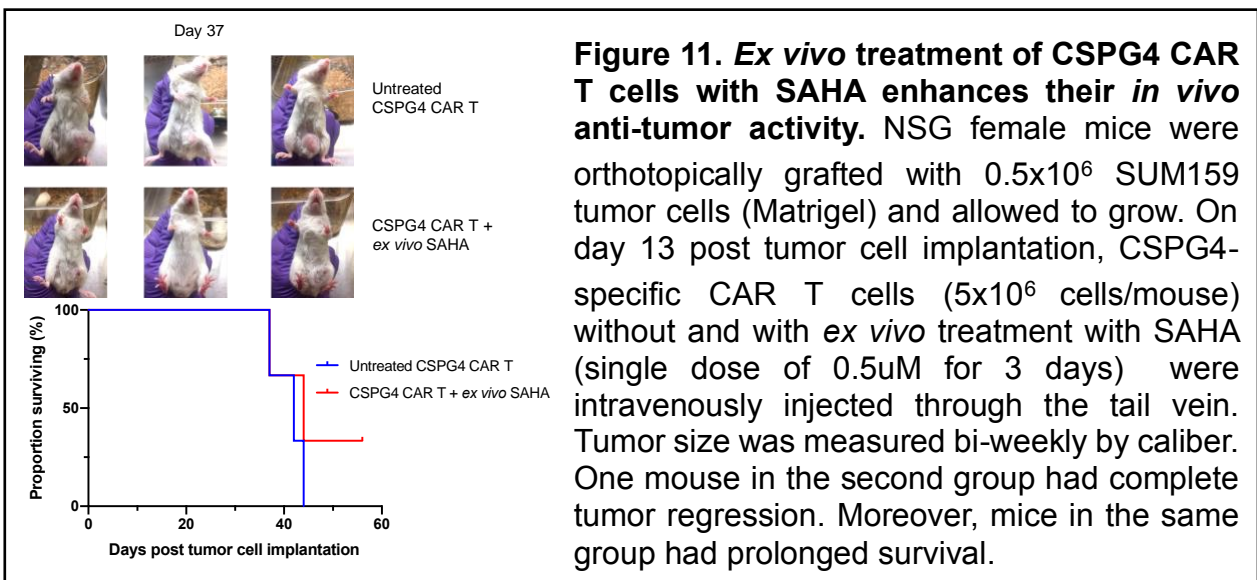 Day 37
Untreated
CSPG4 CAR T
CSPG4 CAR T +
ex vivo SAHA
100
50
0
Proportion surviving (%)
Untreated CSPG4 CAR T
CSPG4 CAR T + ex vivo SAHA
0 20 40 60
Days post tumor cell implantation
Figure 11. Ex vivo treatment of CSPG4 CAR
T cells with SAHA enhances their in vivo
anti-tumor activity. NSG female mice were
orthotopically grafted with 0.5x10⁶ SUM159
tumor cells (Matrigel) and allowed to grow. On
day 13 post tumor cell implantation, CSPG4-
specific CAR T cells (5x10⁶ cells/mouse)
without and with ex vivo treatment with SAHA
(single dose of 0.5uM for 3 days) were
intravenously injected through the tail vein.
Tumor size was measured bi-weekly by caliber.
One mouse in the second group had complete
tumor regression. Moreover, mice in the same
group had prolonged survival.